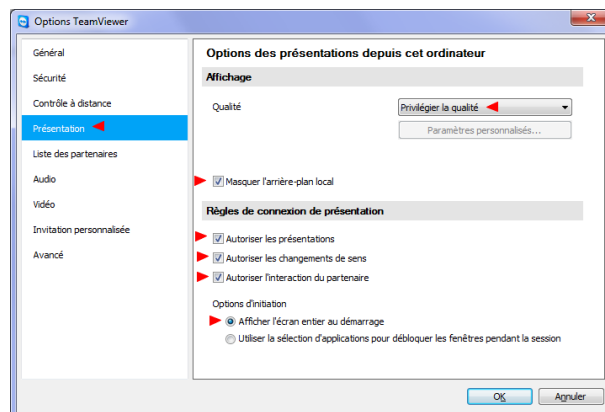 Options TeamViewer
Général
Sécurité
Contrôle à distance
Présentation
Liste des partenaires
Audio
Vidéo
Invitation personnalisée
Avancé
Options des présentations depuis cet ordinateur
Affichage
Qualité
Privilégier la qualité
Paramètres personnalisés...
Masquer l'arrière-plan local
Règles de connexion de présentation
Autoriser les présentations
Autoriser les changements de sens
Autoriser l'interaction du partenaire
Options d'initiation
Afficher l'écran entier au démarrage
Utiliser la sélection d'applications pour débloquer les fenêtres pendant la session
OK
Annuler